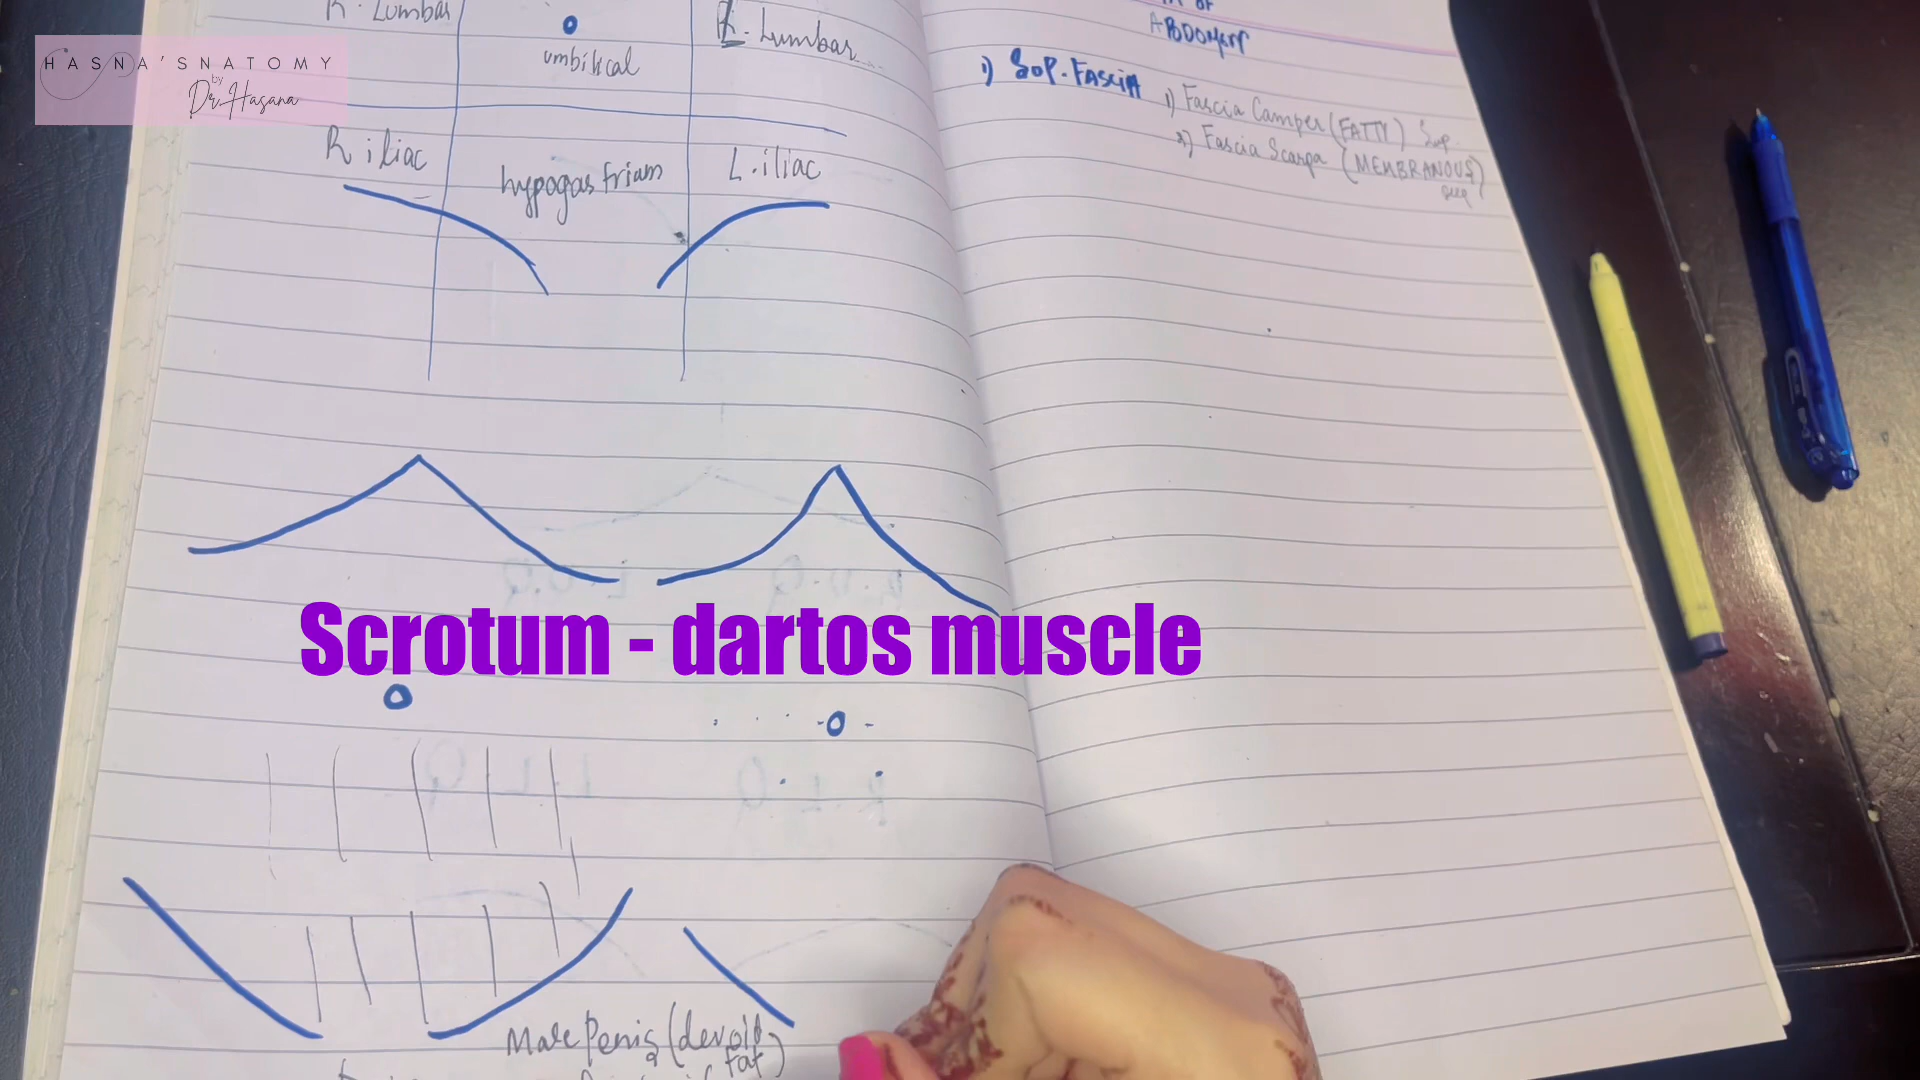 HASNA'SNATOMY
by
Dr.Hasana
R. Lumbar
umbilical
L. Lumbar
R iliac
hypogastrium
L. iliac
Scrotum - dartos muscle
Male Penis (devoid
fat)
OF
ABDOMEN
1) SUP. FASCIA
1) Fascia Camper (FATTY) Sup.
2) Fascia Scarpa (MEMBRANOUS)